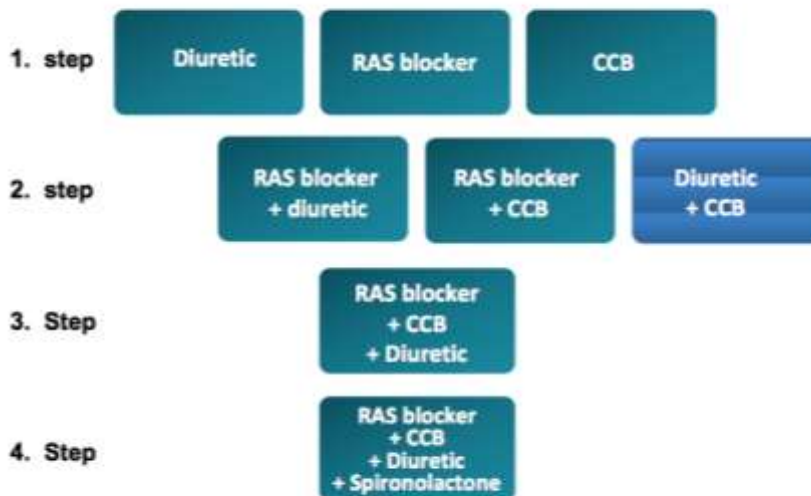 1. step
Diuretic
RAS blocker
CCB
2. step
RAS blocker
+ diuretic
RAS blocker
+ CCB
Diuretic
+ CCB
3. Step
RAS blocker
+ CCB
+ Diuretic
4. Step
RAS blocker
+ CCB
+ Diuretic
+ Spironolactone